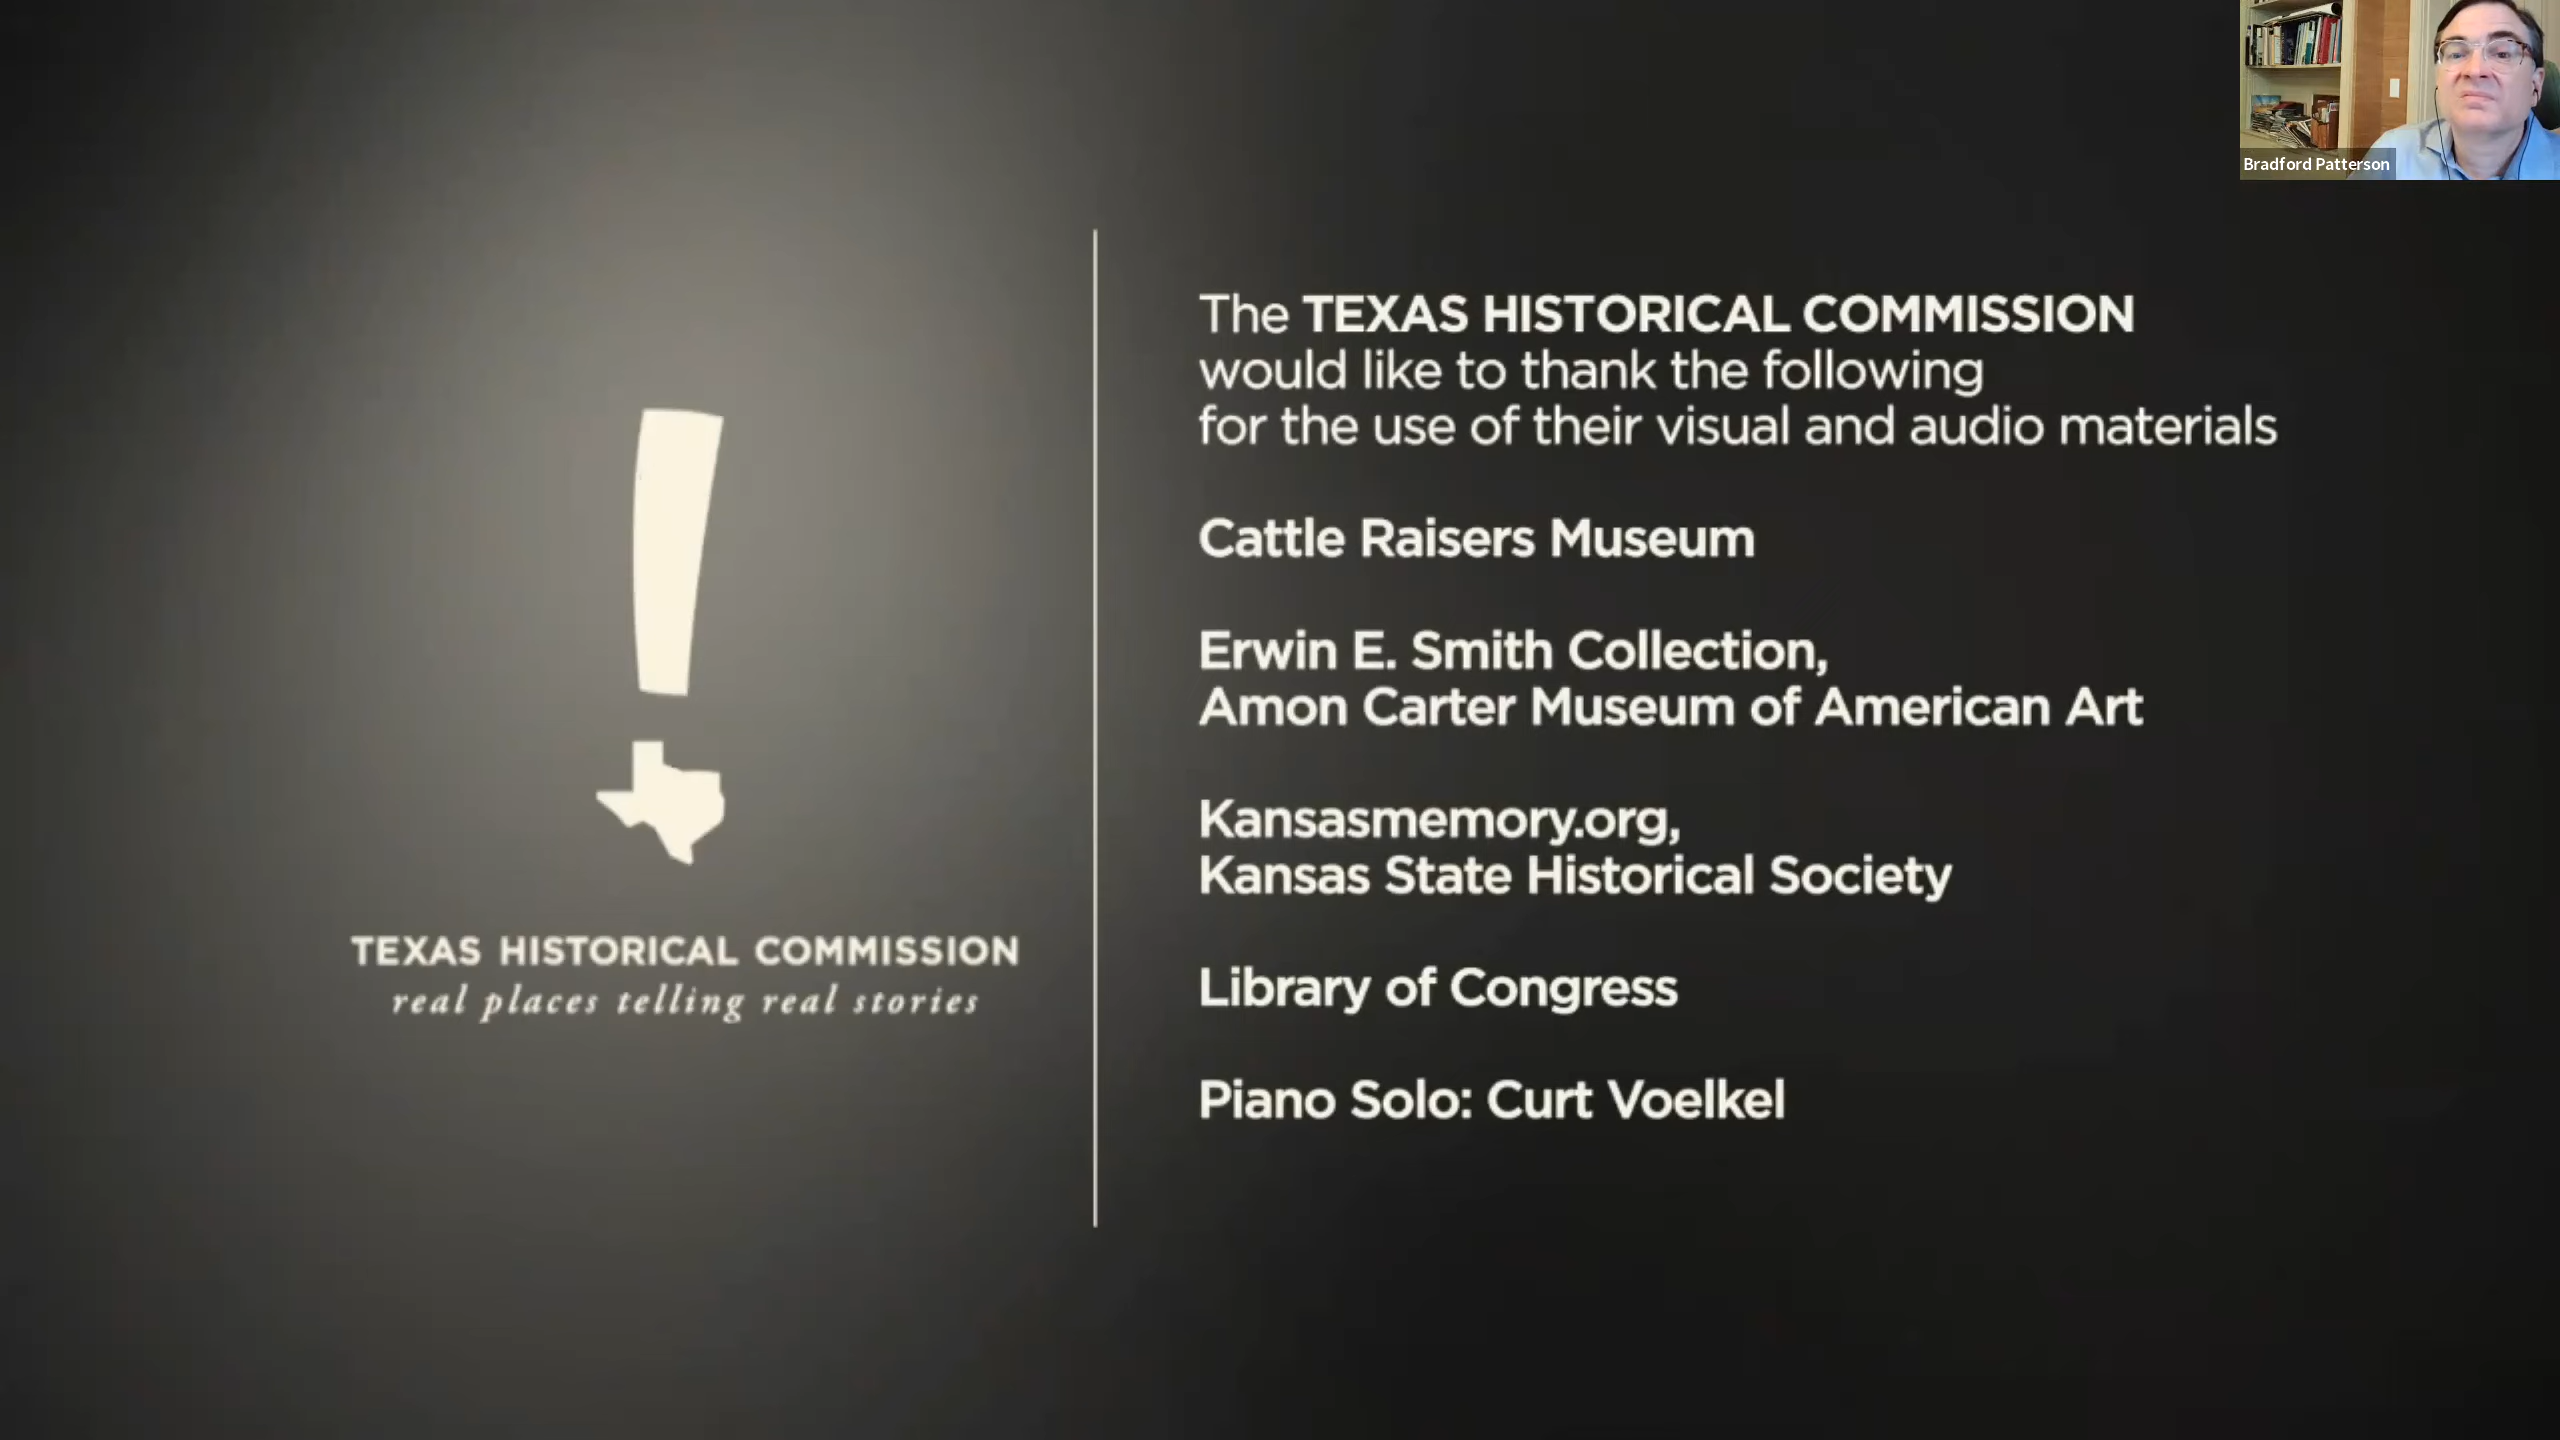 Bradford Patterson
The TEXAS HISTORICAL COMMISSION
would like to thank the following
for the use of their visual and audio materials
Cattle Raisers Museum
Erwin E. Smith Collection,
Amon Carter Museum of American Art
Kansasmemory.org,
Kansas State Historical Society
Library of Congress
Piano Solo: Curt Voelkel
TEXAS HISTORICAL COMMISSION
real places telling real stories